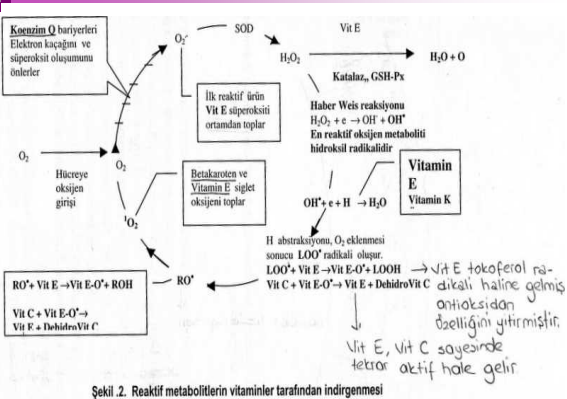 Koenzim Q bariyerleri
Elektron kaçağını ve
süperoksit oluşumunu
önlerler
O₂⁻
SOD
H₂O₂
Vit E
Katalaz,, GSH-Px
H₂O + O
İlk reaktif ürün
Vit E süperoksiti
ortamdan toplar
Haber Weis reaksiyonu
H₂O₂ + e → OH⁻ + OH•
En reaktif oksijen metaboliti
hidroksil radikalidir
O₂
Hücreye
oksijen
girişi
O₂
Betakaroten ve
Vitamin E siglet
oksijeni toplar
Vitamin
E
Vitamin K
OH•+ e + H → H₂O
¹O₂
H abstraksiyonu, O₂ eklenmesi
sonucu LOO• radikali oluşur.
LOO•+ Vit E →Vit E-O•+ LOOH
Vit C + Vit E-O•→ Vit E + DehidroVit C
→ Vit E tokoferol ra-
dikali haline gelmiş
antioksidan
özelliğini yitirmiştir.
RO•
RO•+ Vit E →Vit E-O•+ ROH
Vit C + Vit E-O•→
Vit E + DehidroVit C
Vit E, Vit C sayesinde
tekrar aktif hale gelir
Şekil .2. Reaktif metabolitlerin vitaminler tarafından indirgenmesi